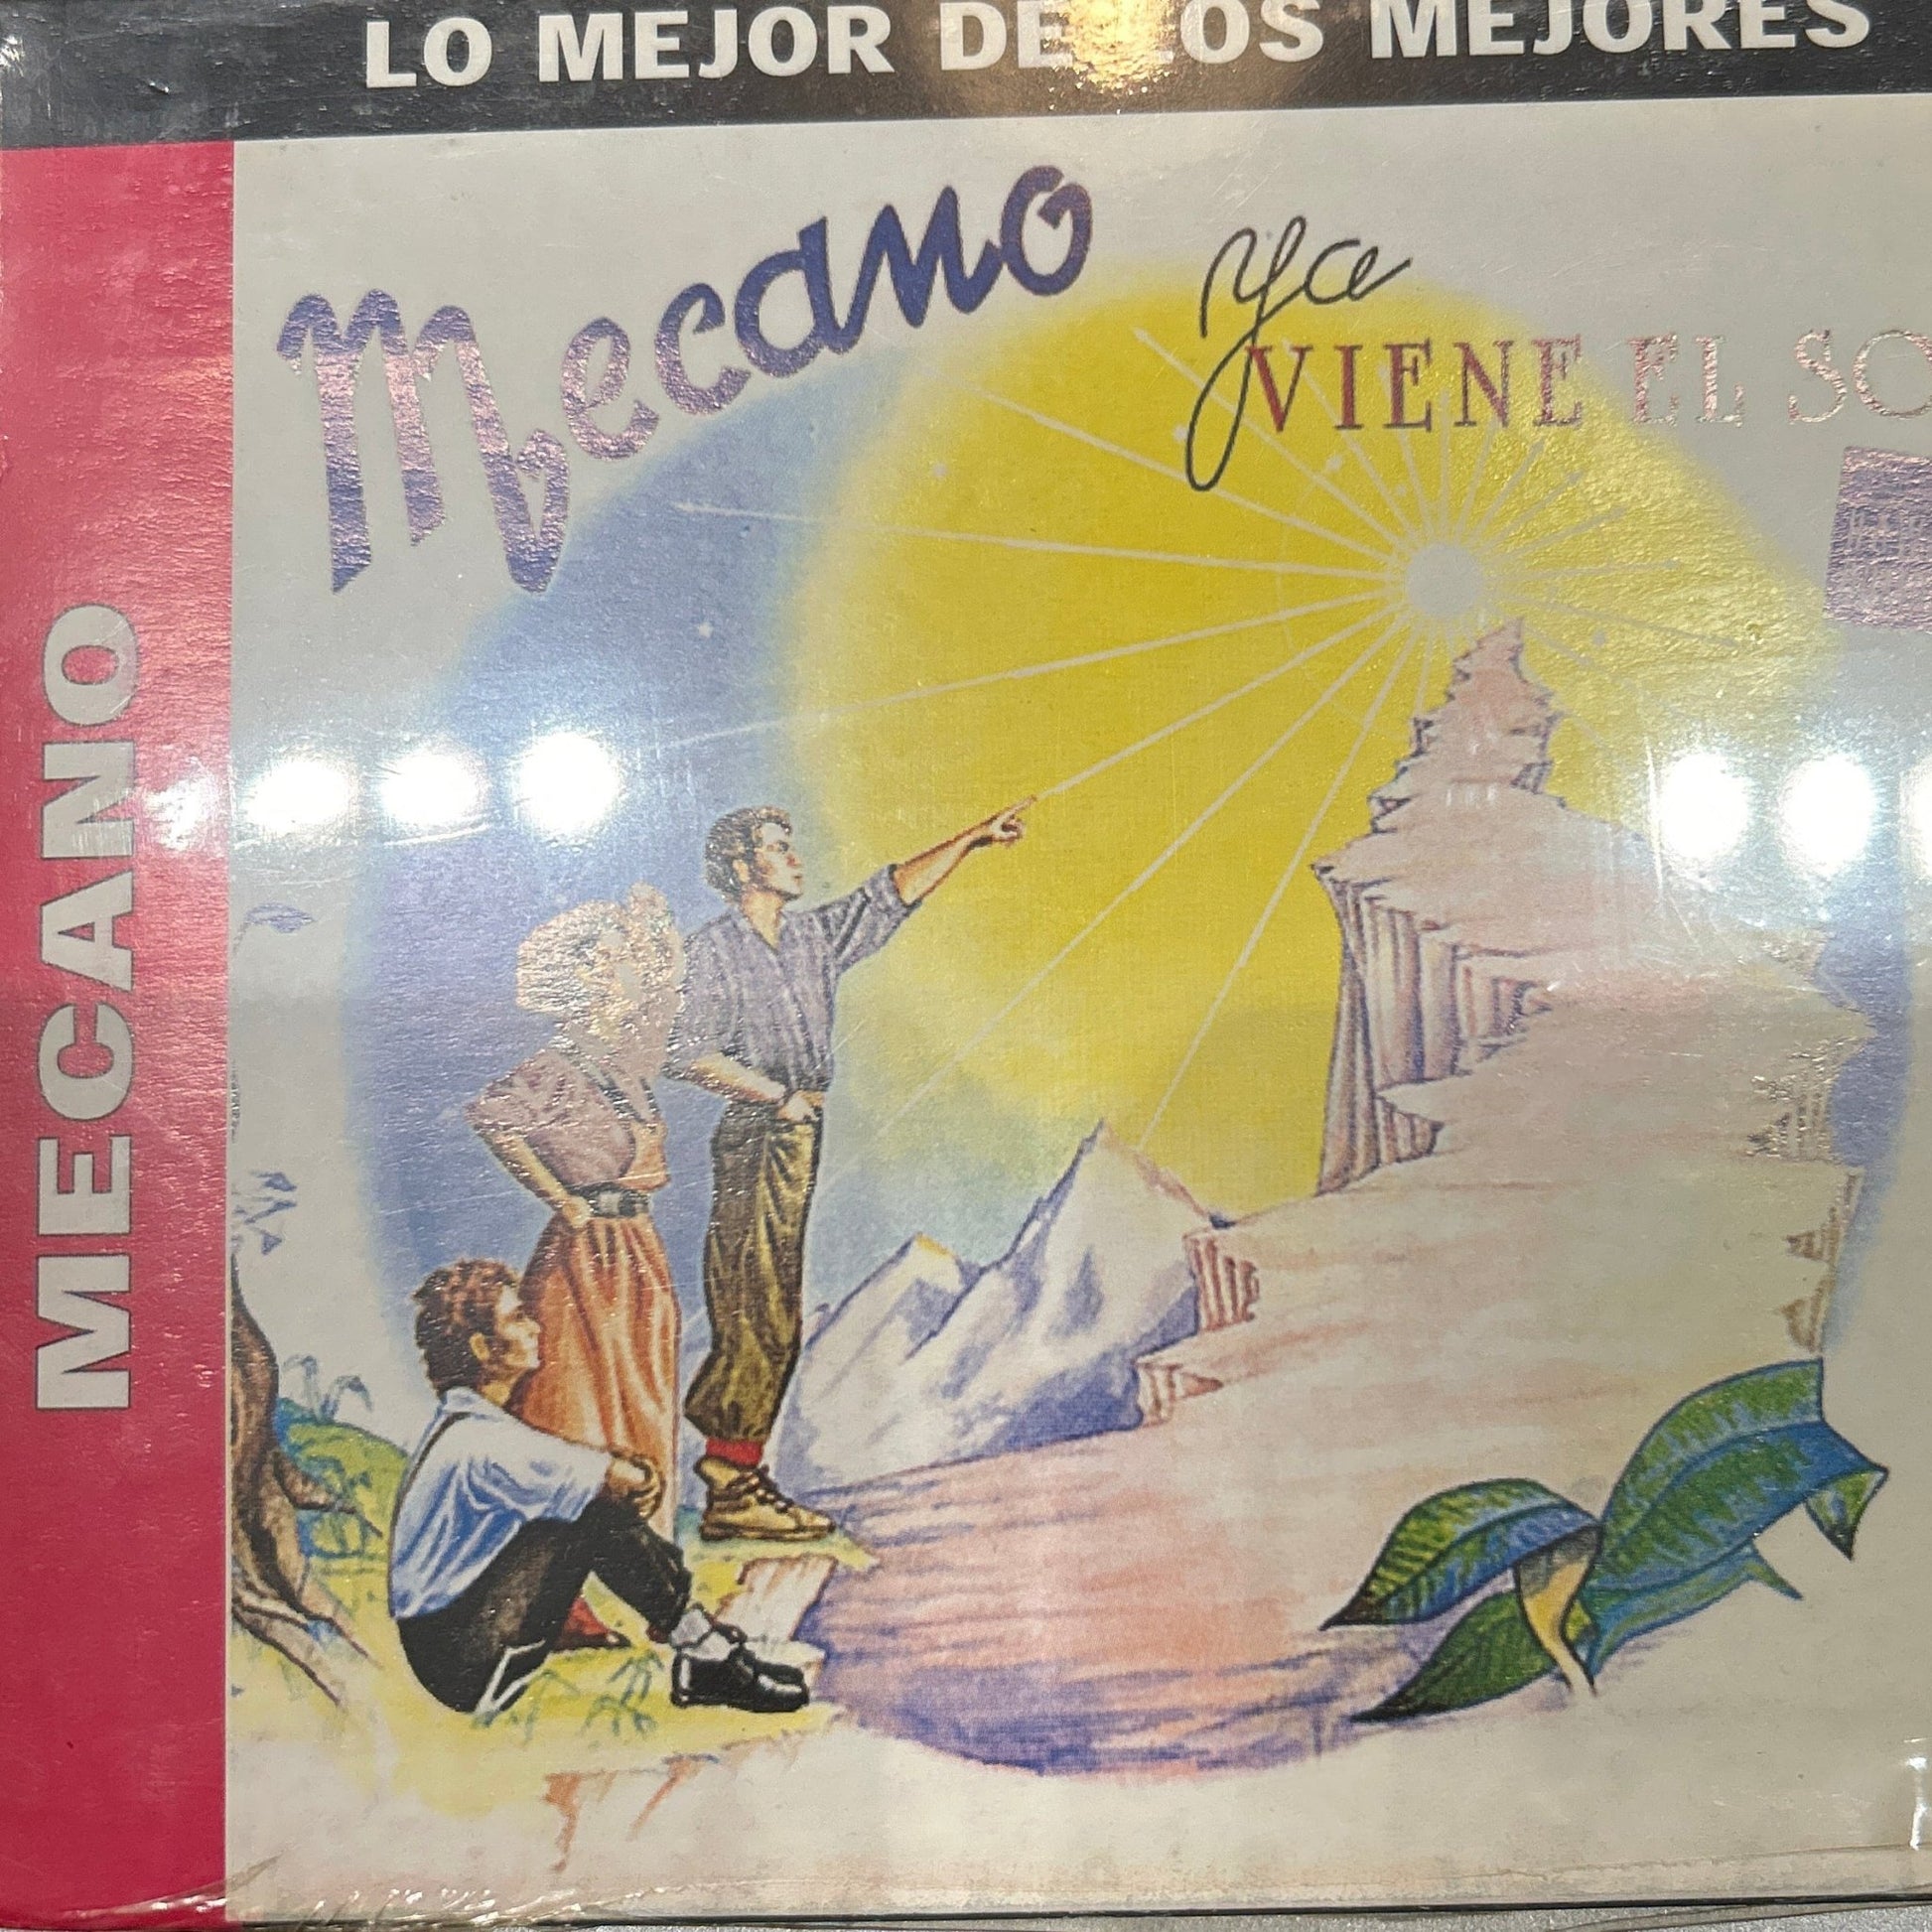 LO MEJOR DE LOS MEJORES
Mecano
Ya
VIENE EL SO
MECANO